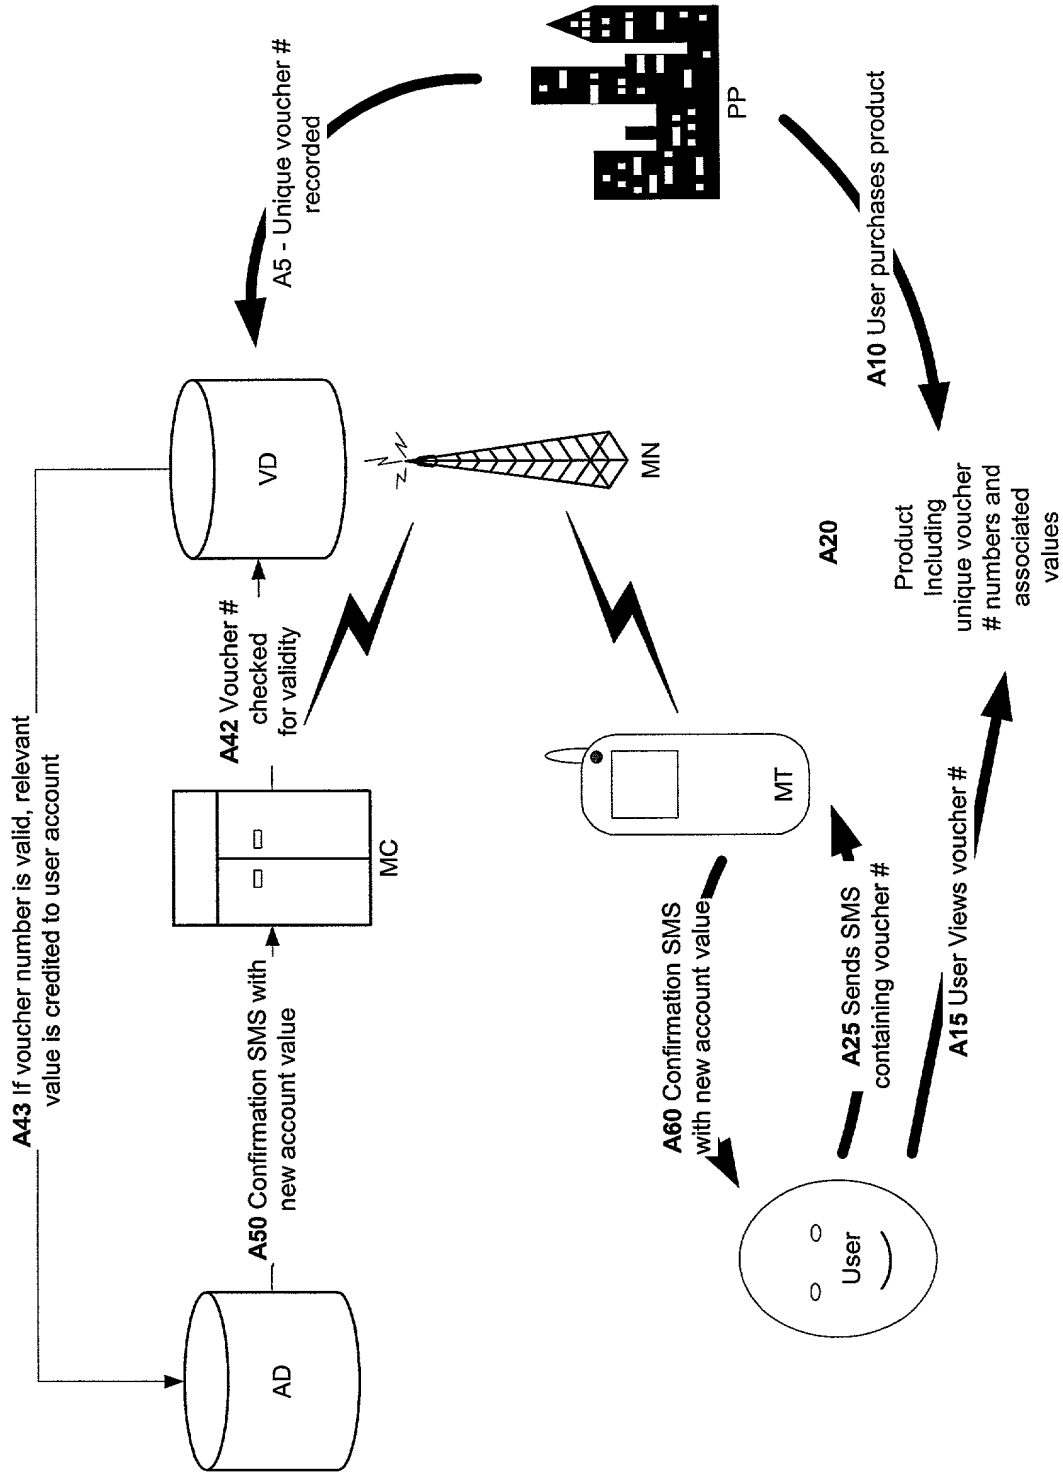 A43 If voucher number is valid, relevant
value is credited to user account
AD
A50 Confirmation SMS with
new account value
MC
A42 Voucher #
checked
for validity
VD
A5 - Unique voucher #
recorded
MN
PP
MT
A60 Confirmation SMS
with new account value
User
A25 Sends SMS
containing voucher #
A15 User Views voucher #
A20
Product
Including
unique voucher
# numbers and
associated
values
A10 User purchases product